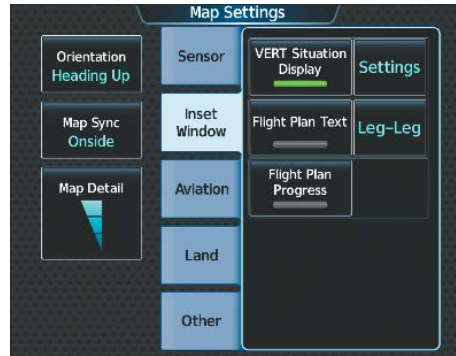 Map Settings
Orientation
Heading Up
Map Sync
Onside
Map Detail
Sensor
Inset
Window
Aviation
Land
Other
VERT Situation
Display
Settings
Flight Plan Text
Leg-Leg
Flight Plan
Progress